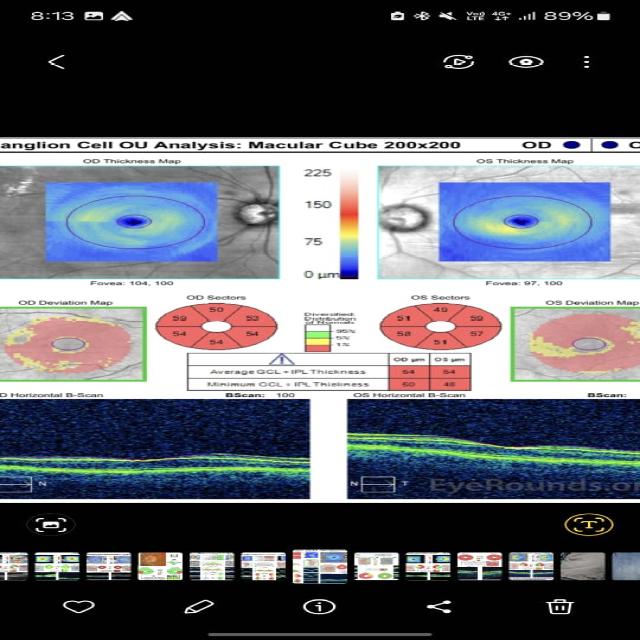 8:13 VoD LTE 4G+ 89%
anglion Cell OU Analysis: Macular Cube 200x200 OD
OD Thickness Map
OS Thickness Map
225
150
75
0 µm
Fovea: 104, 100
Fovea: 97, 100
OD Deviation Map
OD Sectors
OS Sectors
OS Deviation Map
50
53
54
54
54
59
Diversified:
Distribution
of Normals
95%
5%
1%
49
57
58
51
51
OD µm OS µm
Average GCL + IPL Thickness 54 54
Minimum GCL + IPL Thickness 50 48
D Horizontal B-Scan BScan: 100
OS Horizontal B-Scan BScan:
N
N T
EyeRounds.or
T